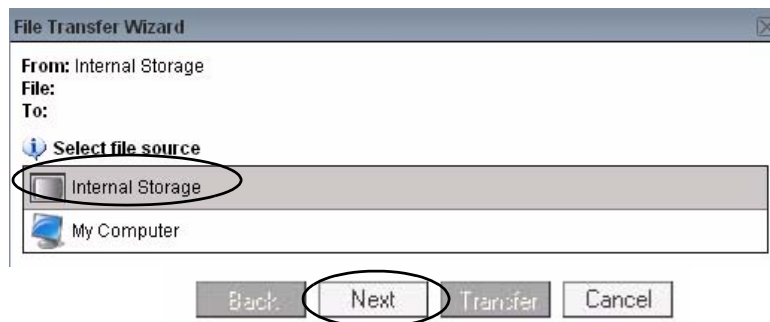 File Transfer Wizard
From: Internal Storage
File:
To:
Select file source
Internal Storage
My Computer
Back Next Transfer Cancel